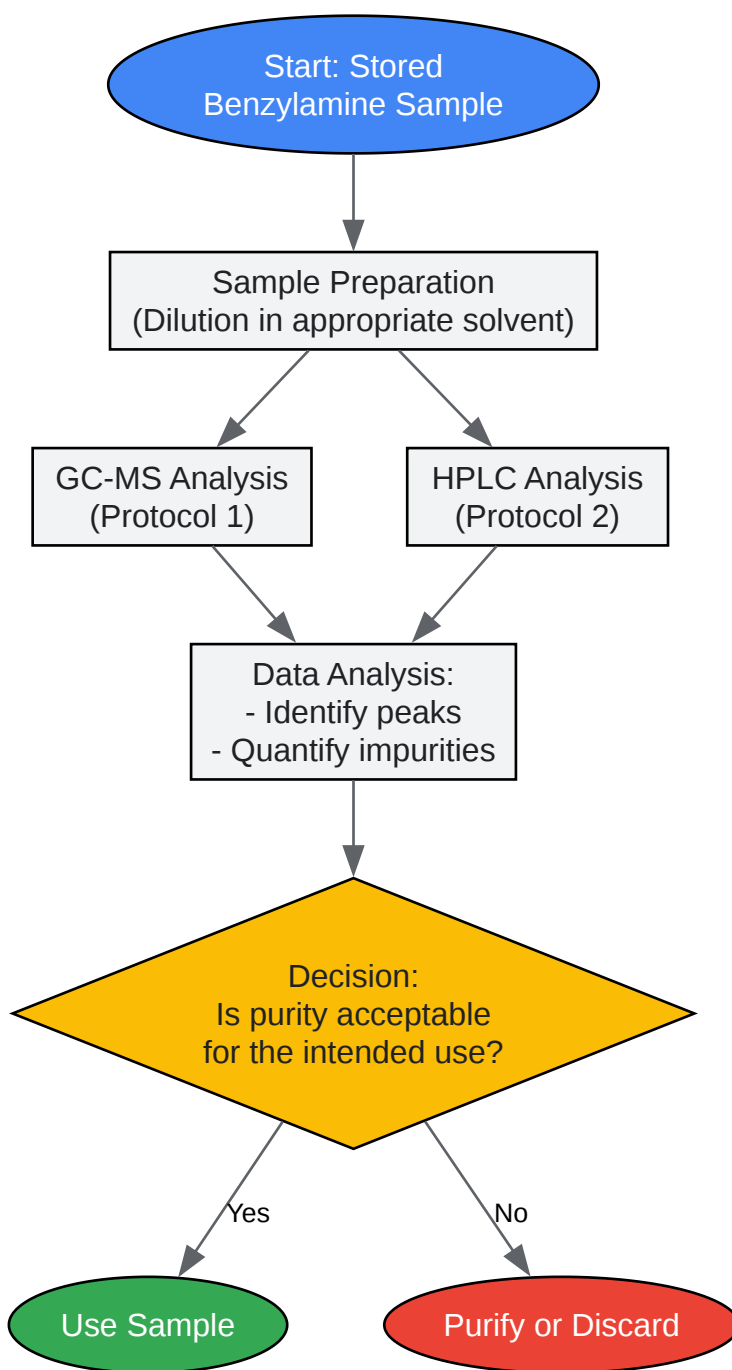 Start: Stored
Benzylamine Sample
Sample Preparation
(Dilution in appropriate solvent)
GC-MS Analysis
(Protocol 1)
HPLC Analysis
(Protocol 2)
Data Analysis:
- Identify peaks
- Quantify impurities
Decision:
Is purity acceptable
for the intended use?
Yes
No
Use Sample
Purify or Discard